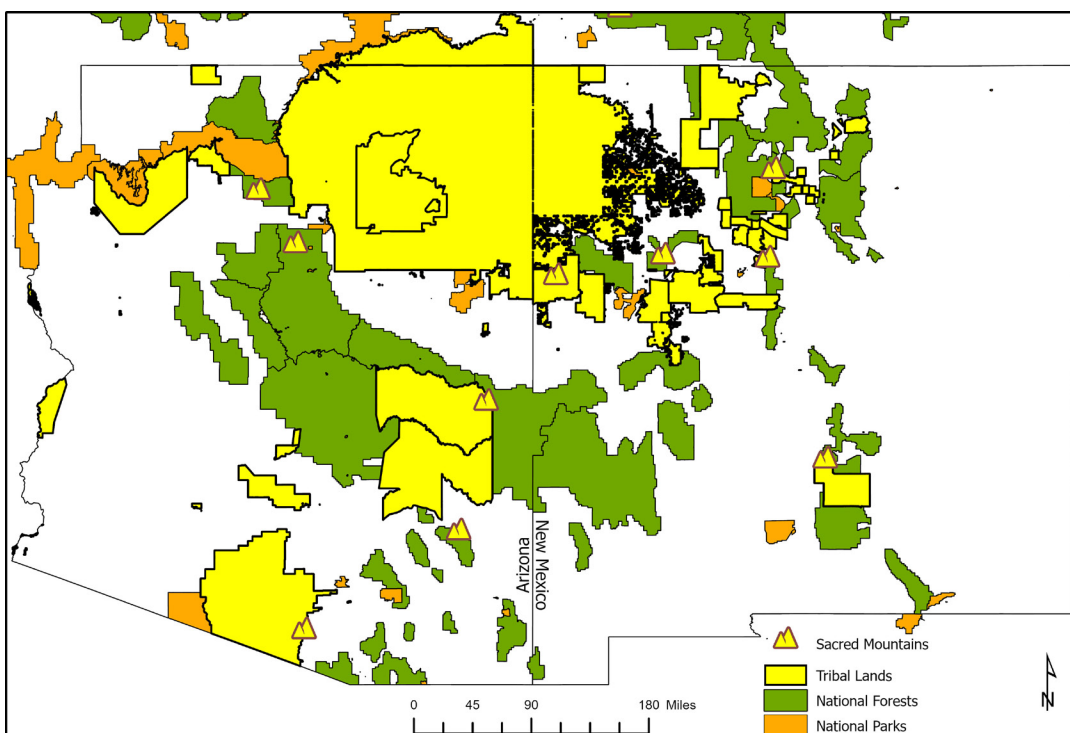 Arizona
New Mexico
Sacred Mountains
Tribal Lands
National Forests
National Parks
0 45 90 180 Miles
N